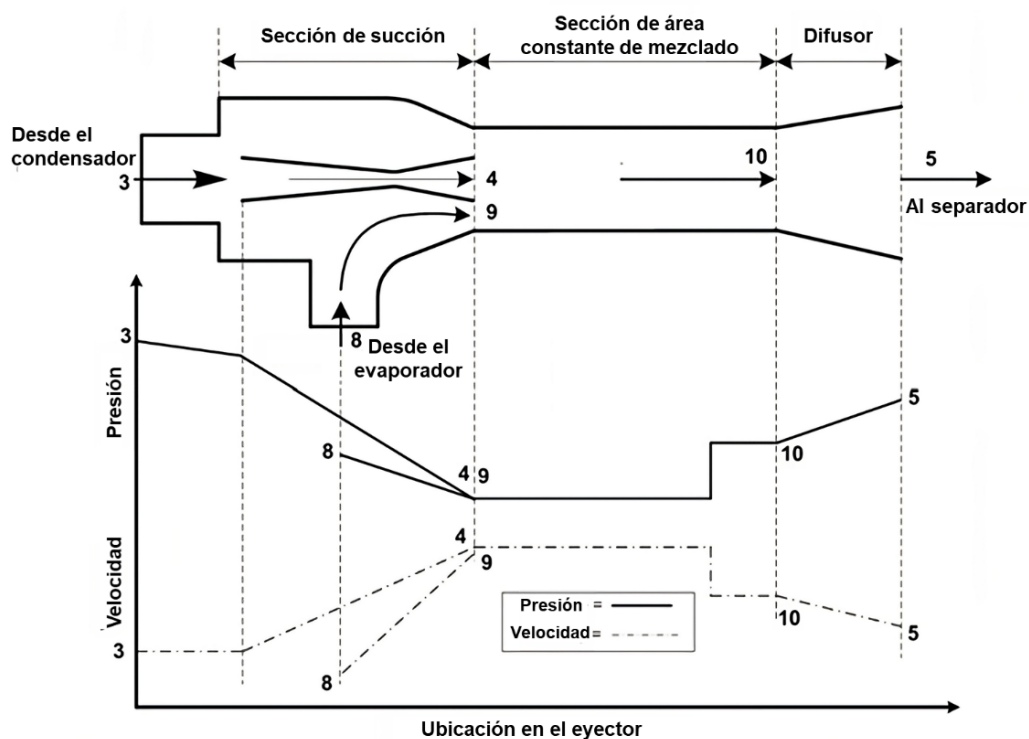 Sección de succión
Sección de área
constante de mezclado
Difusor
Desde el
condensador
3
4
9
10
5
Al separador
8
Desde el
evaporador
Presión
3
8
4 9
10
5
Velocidad
3
8
4
9
10
5
Presión =
Velocidad=
Ubicación en el eyector